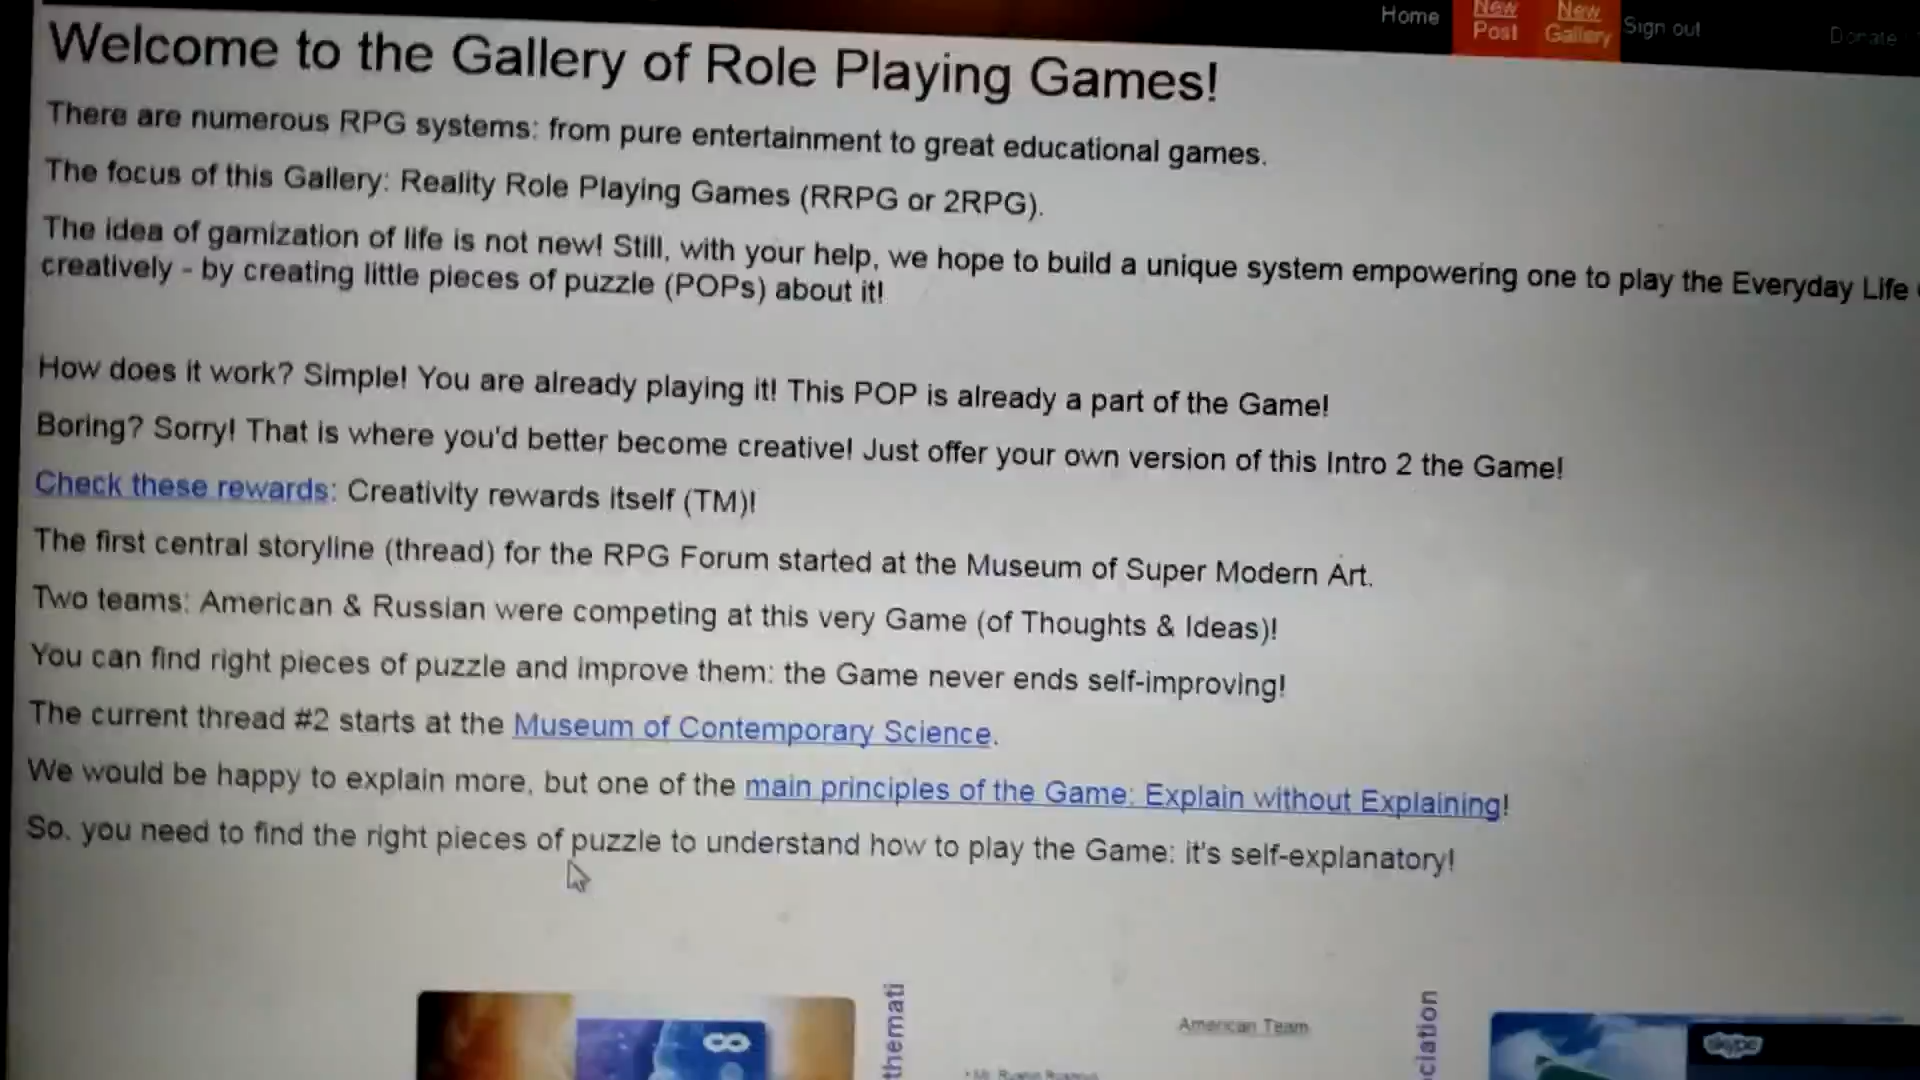 Home
New Post
New Gallery
Sign out
Donate
Welcome to the Gallery of Role Playing Games!
There are numerous RPG systems: from pure entertainment to great educational games.
The focus of this Gallery: Reality Role Playing Games (RRPG or 2RPG).
The idea of gamization of life is not new! Still, with your help, we hope to build a unique system empowering one to play the Everyday Life
creatively - by creating little pieces of puzzle (POPs) about it!
How does it work? Simple! You are already playing it! This POP is already a part of the Game!
Boring? Sorry! That is where you'd better become creative! Just offer your own version of this Intro 2 the Game!
Check these rewards: Creativity rewards itself (TM)!
The first central storyline (thread) for the RPG Forum started at the Museum of Super Modern Art.
Two teams: American & Russian were competing at this very Game (of Thoughts & Ideas)!
You can find right pieces of puzzle and improve them: the Game never ends self-improving!
The current thread #2 starts at the Museum of Contemporary Science.
We would be happy to explain more, but one of the main principles of the Game: Explain without Explaining!
So. you need to find the right pieces of puzzle to understand how to play the Game: it's self-explanatory!
8
themati
American Team
ciation
skype